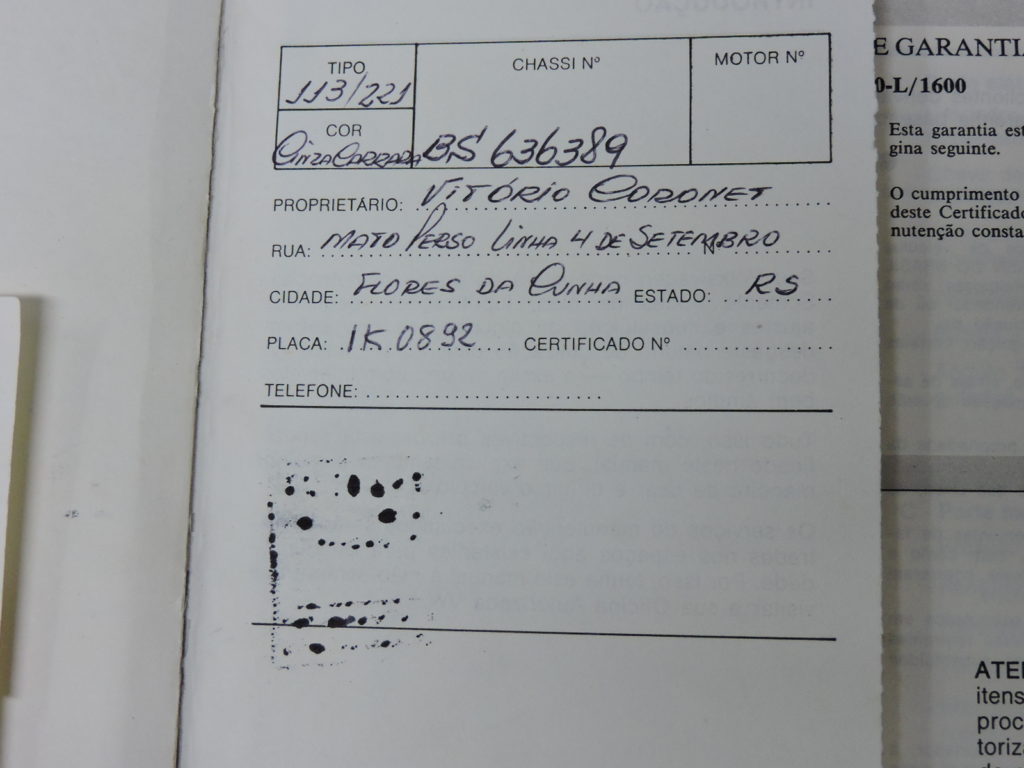 TIPO
113/221
CHASSI Nº
MOTOR Nº
COR
BS 636389
PROPRIETÁRIO: VITÓRIO CORONET
RUA: MATO PERSO LINHA 4 DE SETEMBRO
CIDADE: FLORES DA CUNHA ESTADO: RS
PLACA: IK 0892 CERTIFICADO Nº
TELEFONE:
E GARANTI
0-L/1600
Esta garantia est
gina seguinte.
O cumprimento
deste Certificado
nutenção consta
ATE
itens
proc
toriz